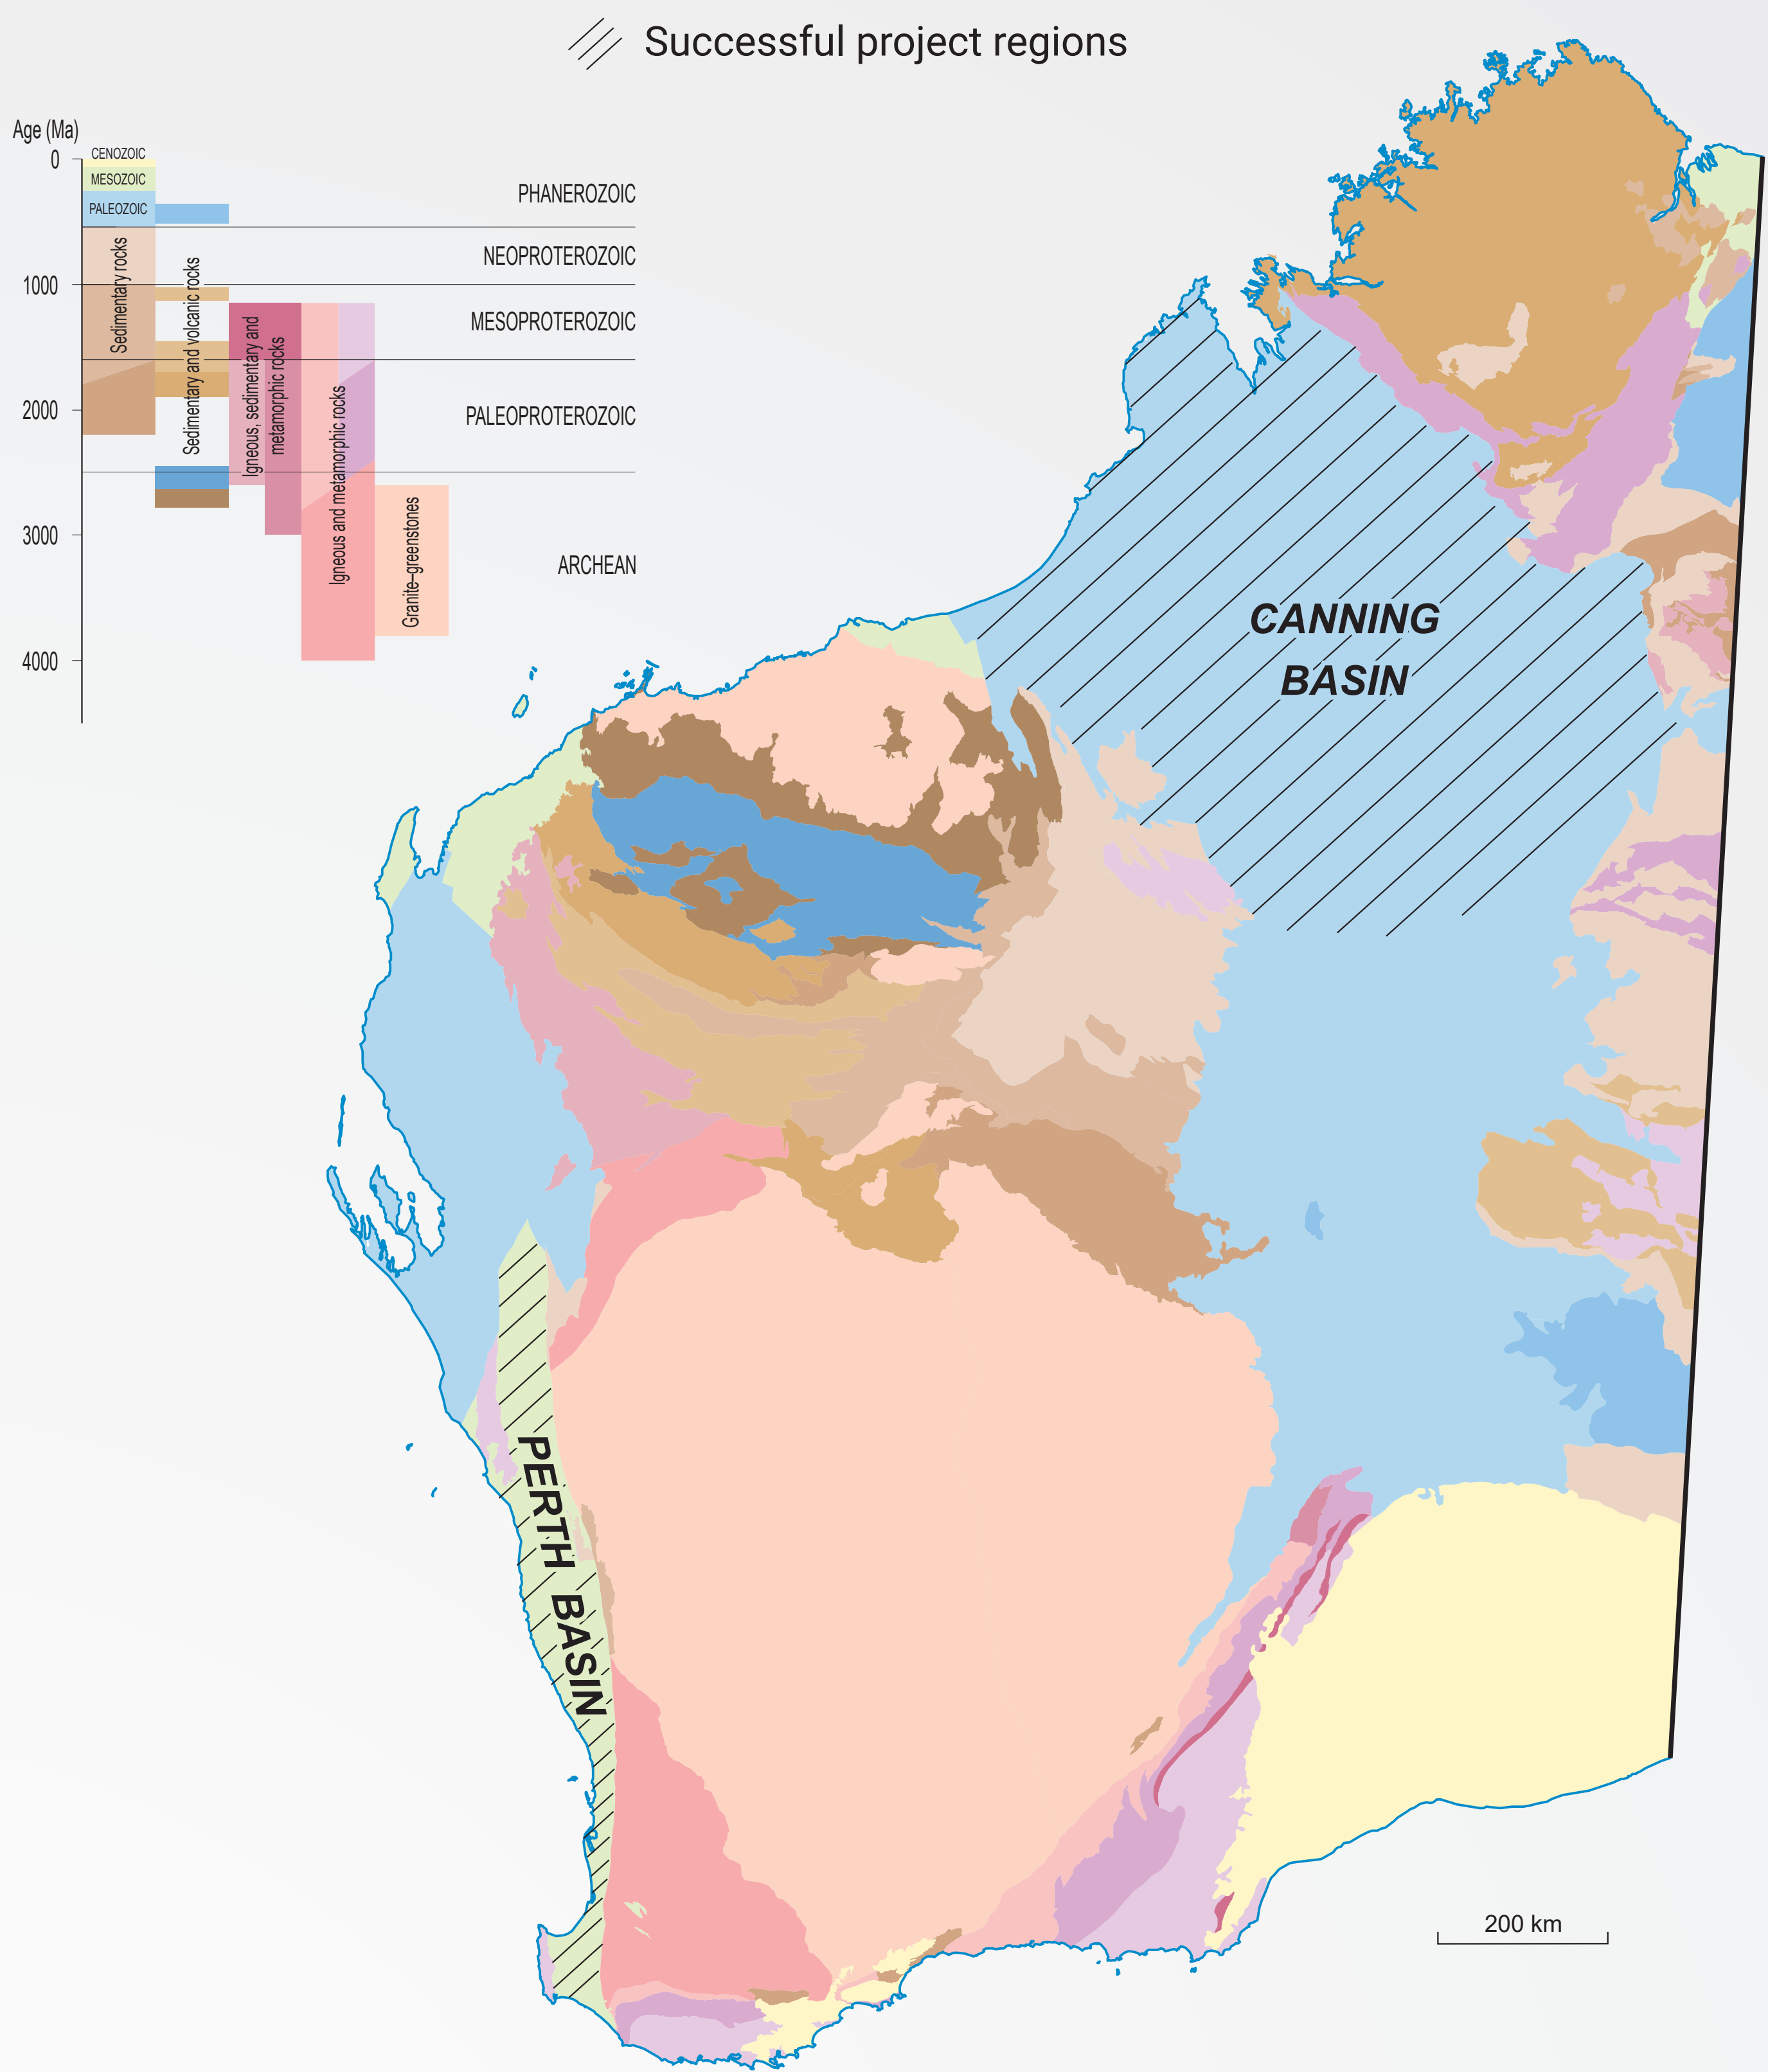 Successful project regions
Age (Ma)
0
1000
2000
3000
4000
CENOZOIC
MESOZOIC
PALEOZOIC
Sedimentary rocks
Sedimentary and volcanic rocks
Igneous, sedimentary and
metamorphic rocks
Igneous and metamorphic rocks
Granite–greenstones
PHANEROZOIC
NEOPROTEROZOIC
MESOPROTEROZOIC
PALEOPROTEROZOIC
ARCHEAN
CANNING
BASIN
PERTH BASIN
200 km